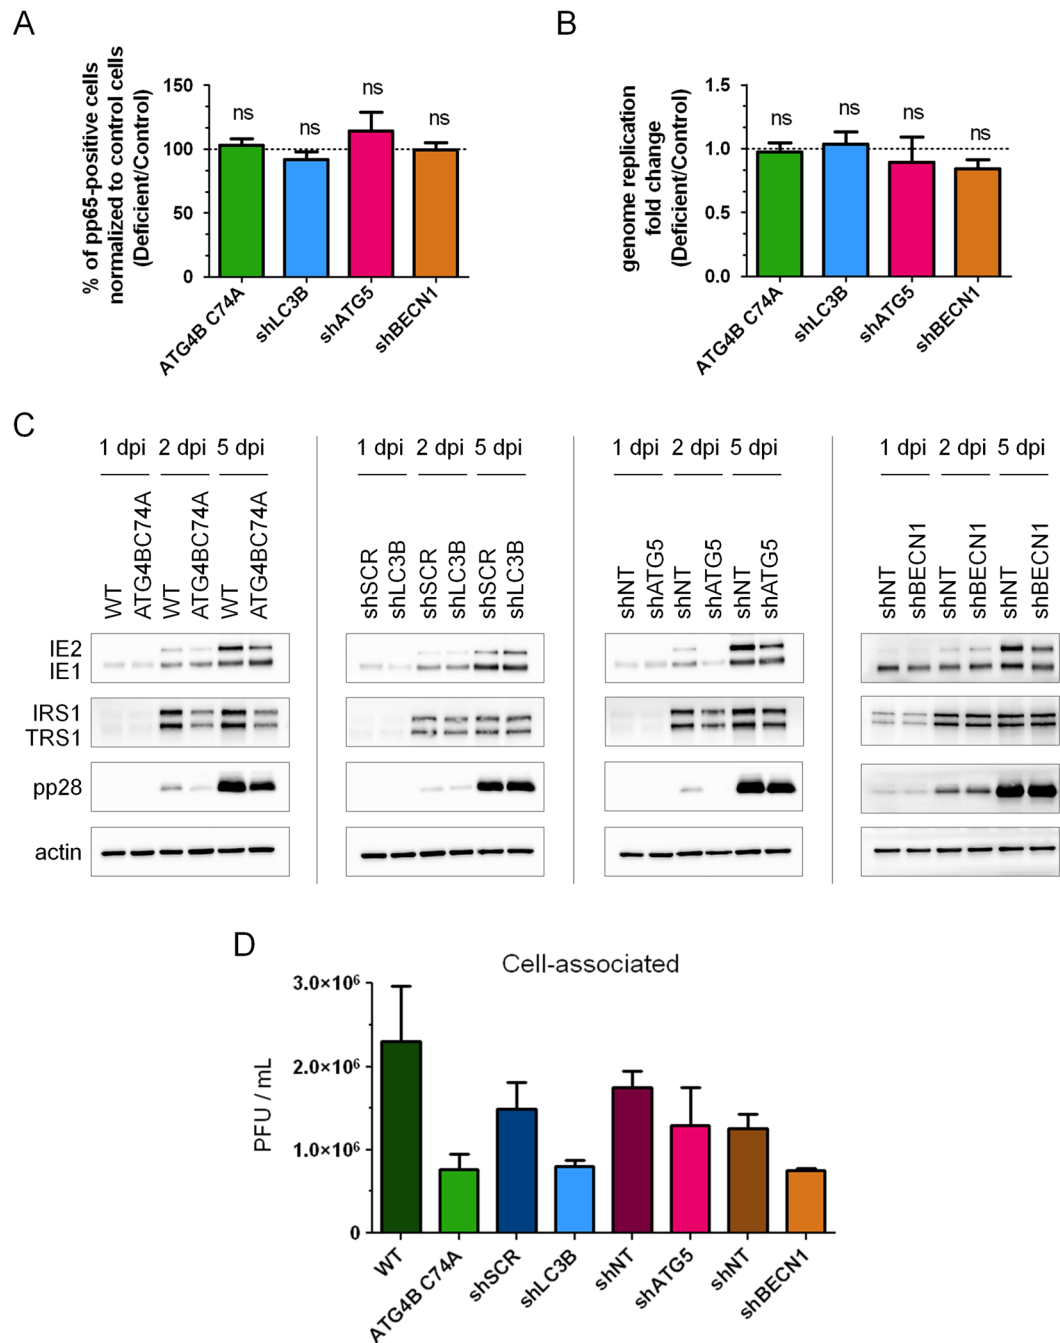 A
% of pp65-positive cells
normalized to control cells
(Deficient/Control)
150
100
50
0
ns
ns
ns
ns
ATG4B C74A
shLC3B
shATG5
shBECN1
B
genome replication
fold change
(Deficient/Control)
1.5
1.0
0.5
0.0
ns
ns
ns
ns
ATG4B C74A
shLC3B
shATG5
shBECN1
C
1 dpi 2 dpi 5 dpi
WT
ATG4BC74A
WT
ATG4BC74A
WT
ATG4BC74A
1 dpi 2 dpi 5 dpi
shSCR
shLC3B
shSCR
shLC3B
shSCR
shLC3B
1 dpi 2 dpi 5 dpi
shNT
shATG5
shNT
shATG5
shNT
shATG5
1 dpi 2 dpi 5 dpi
shNT
shBECN1
shNT
shBECN1
shNT
shBECN1
IE2
IE1
IRS1
TRS1
pp28
actin
D
Cell-associated
PFU / mL
3.0×10⁶
2.0×10⁶
1.0×10⁶
0
WT
ATG4B C74A
shSCR
shLC3B
shNT
shATG5
shNT
shBECN1